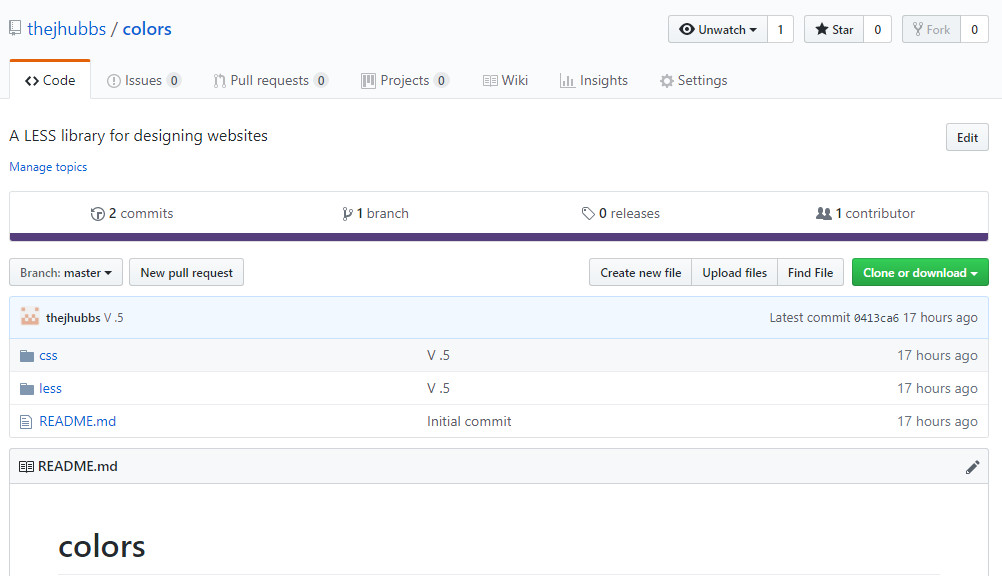 thejhubbs / colors Unwatch 1 Star 0 Fork 0
Code Issues 0 Pull requests 0 Projects 0 Wiki Insights Settings
A LESS library for designing websites Edit
Manage topics
2 commits 1 branch 0 releases 1 contributor
Branch: master New pull request Create new file Upload files Find File Clone or download
thejhubbs V .5 Latest commit 0413ca6 17 hours ago
css V .5 17 hours ago
less V .5 17 hours ago
README.md Initial commit 17 hours ago
README.md
colors